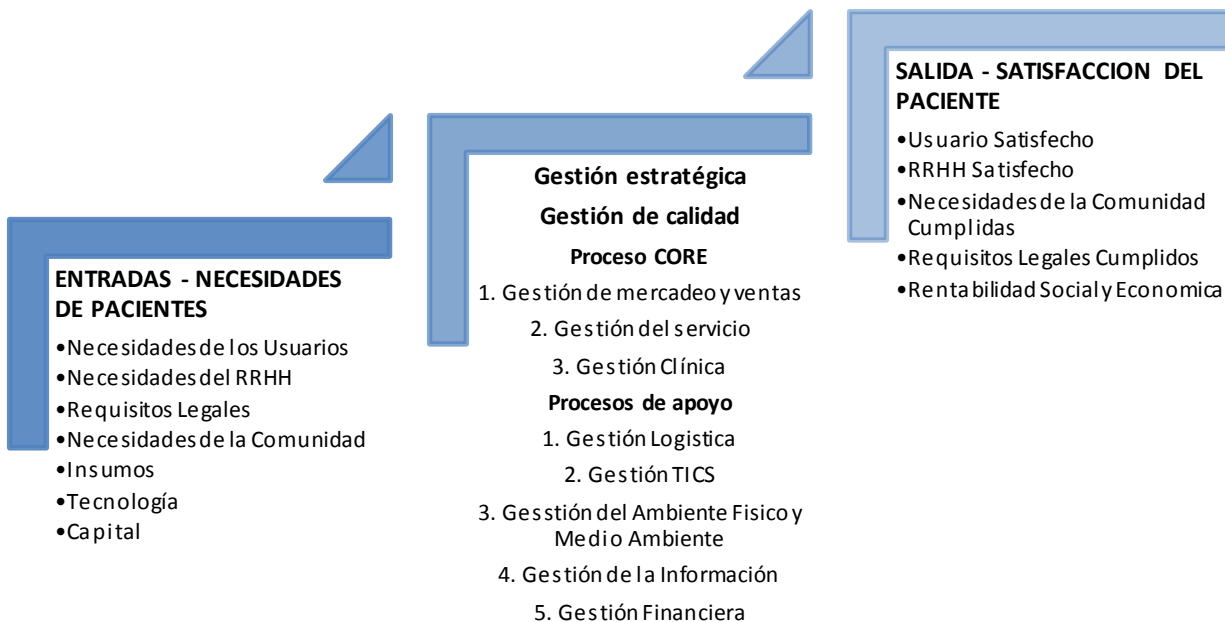 ENTRADAS - NECESIDADES
DE PACIENTES
•Necesidades de los Usuarios
•Necesidades del RRHH
•Requisitos Legales
•Necesidades de la Comunidad
•Insumos
•Tecnología
•Capital
Gestión estratégica
Gestión de calidad
Proceso CORE
1. Gestión de mercadeo y ventas
2. Gestión del servicio
3. Gestión Clínica
Procesos de apoyo
1. Gestión Logistica
2. Gestión TICS
3. Gesstión del Ambiente Fisico y
Medio Ambiente
4. Gestión de la Información
5. Gestión Financiera
SALIDA - SATISFACCION DEL
PACIENTE
•Usuario Satisfecho
•RRHH Satisfecho
•Necesidades de la Comunidad
Cumplidas
•Requisitos Legales Cumplidos
•Rentabilidad Social y Economica